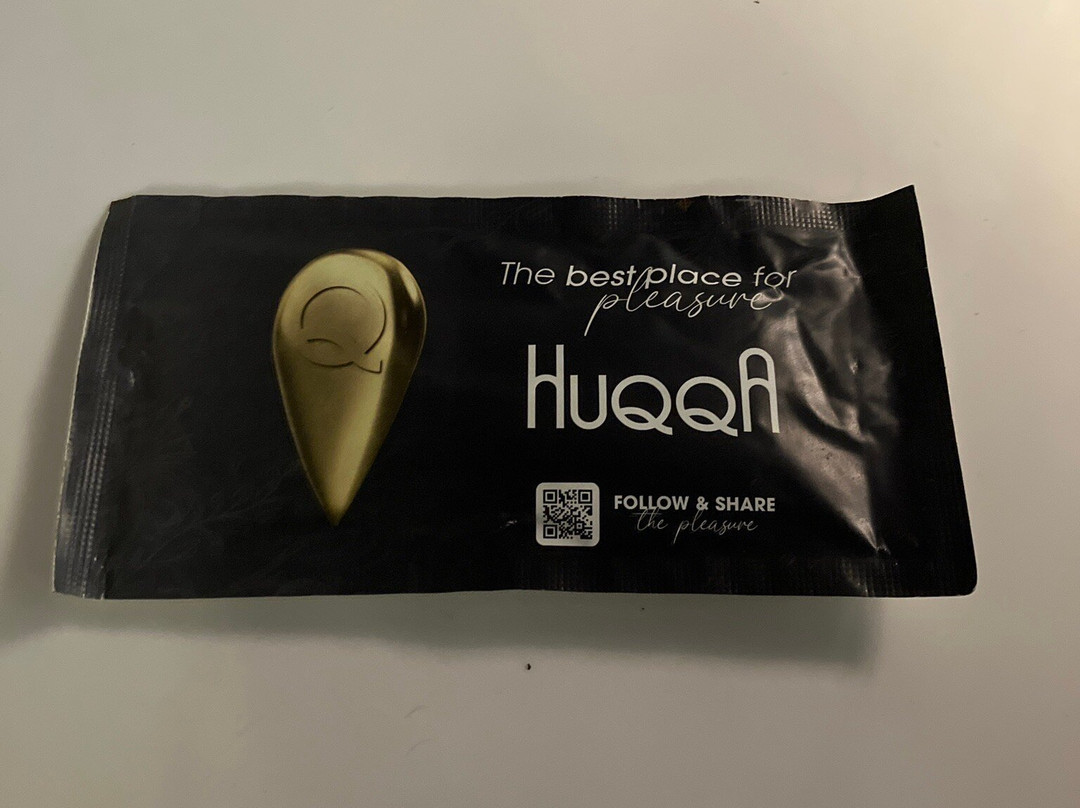 The best place for
pleasure
HUQQA
FOLLOW & SHARE
the pleasure
Q